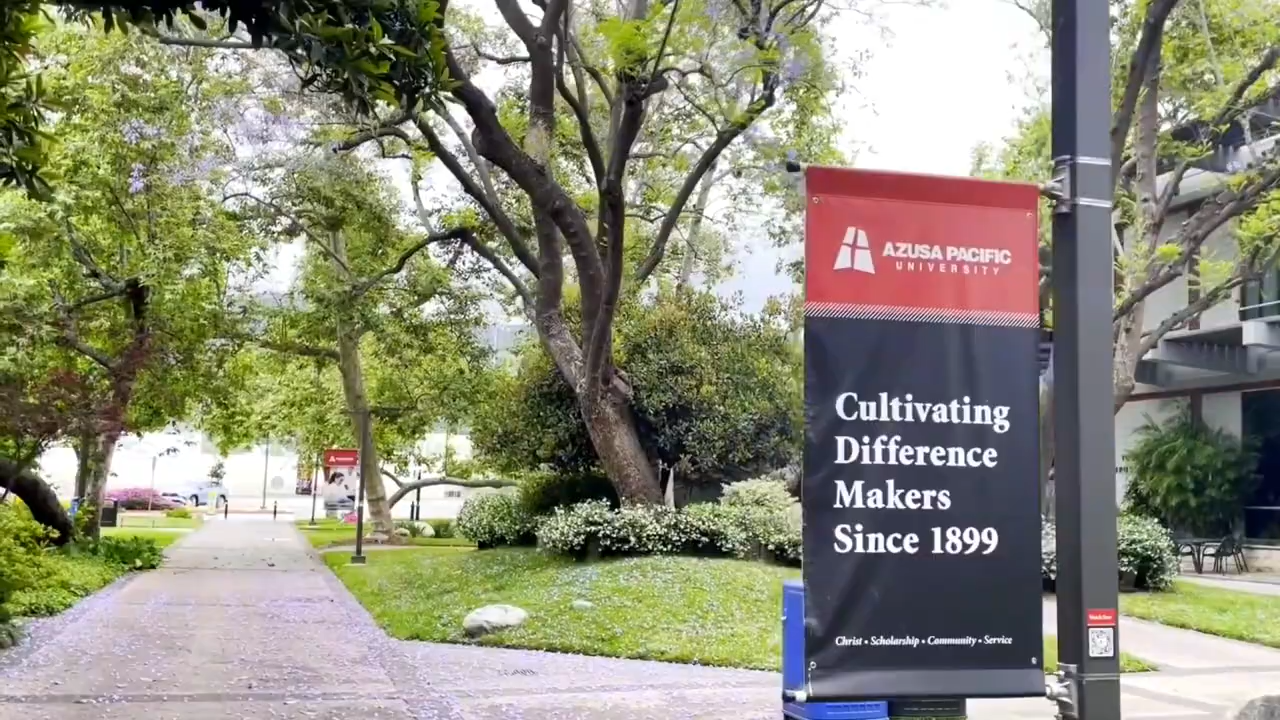 AZUSA PACIFIC
UNIVERSITY
Cultivating
Difference
Makers
Since 1899
Christ • Scholarship • Community • Service